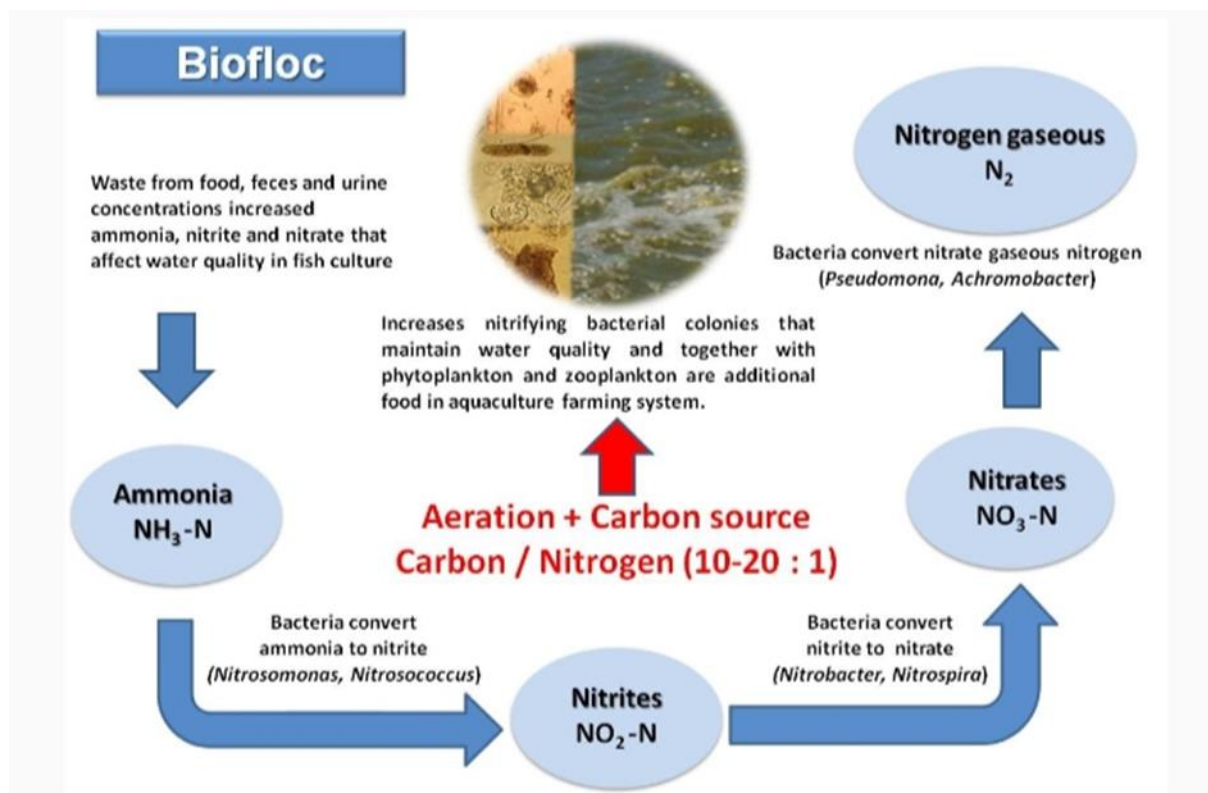 Biofloc
Waste from food, feces and urine
concentrations increased
ammonia, nitrite and nitrate that
affect water quality in fish culture
Increases nitrifying bacterial colonies that
maintain water quality and together with
phytoplankton and zooplankton are additional
food in aquaculture farming system.
Nitrogen gaseous
N₂
Bacteria convert nitrate gaseous nitrogen
(Pseudomona, Achromobacter)
Ammonia
NH₃-N
Aeration + Carbon source
Carbon / Nitrogen (10-20 : 1)
Nitrates
NO₃-N
Bacteria convert
ammonia to nitrite
(Nitrosomonas, Nitrosococcus)
Nitrites
NO₂-N
Bacteria convert
nitrite to nitrate
(Nitrobacter, Nitrospira)